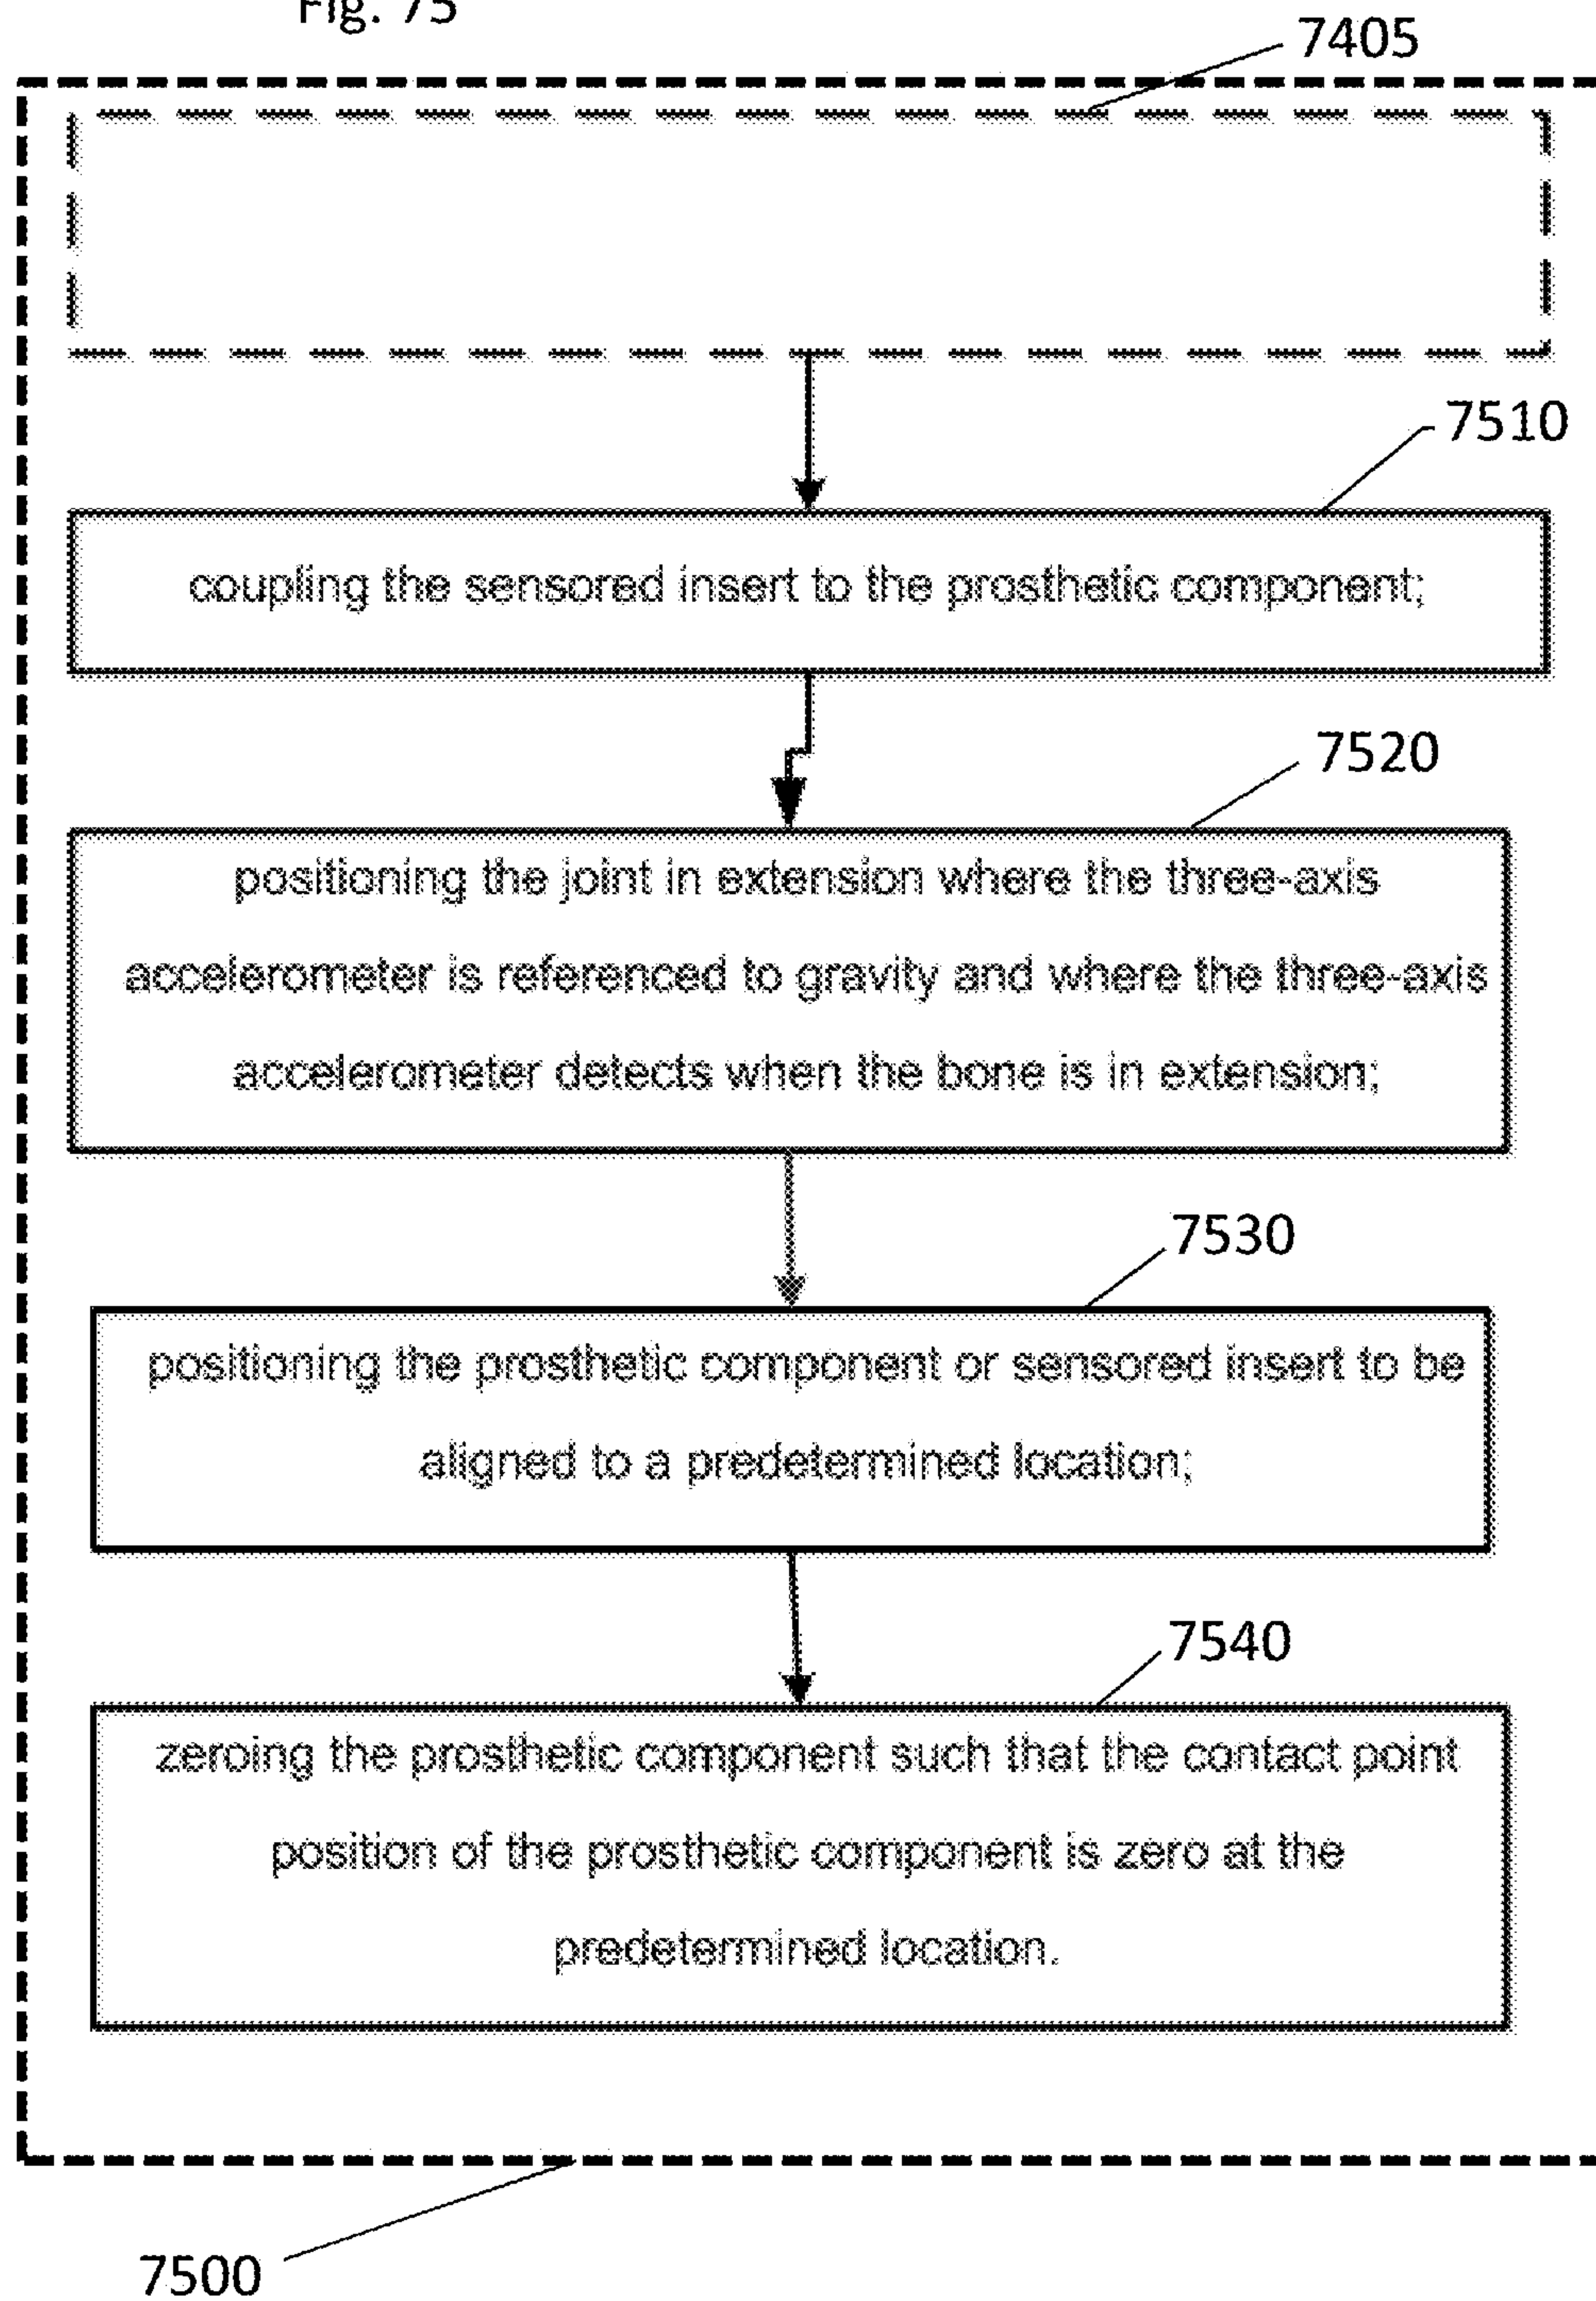 Fig. 75
7405
7510
coupling the sensored insert to the prosthetic component;
7520
positioning the joint in extension where the three-axis
accelerometer is referenced to gravity and where the three-axis
accelerometer detects when the bone is in extension;
7530
positioning the prosthetic component or sensored insert to be
aligned to a predetermined location;
7540
zeroing the prosthetic component such that the contact point
position of the prosthetic component is zero at the
predetermined location.
7500